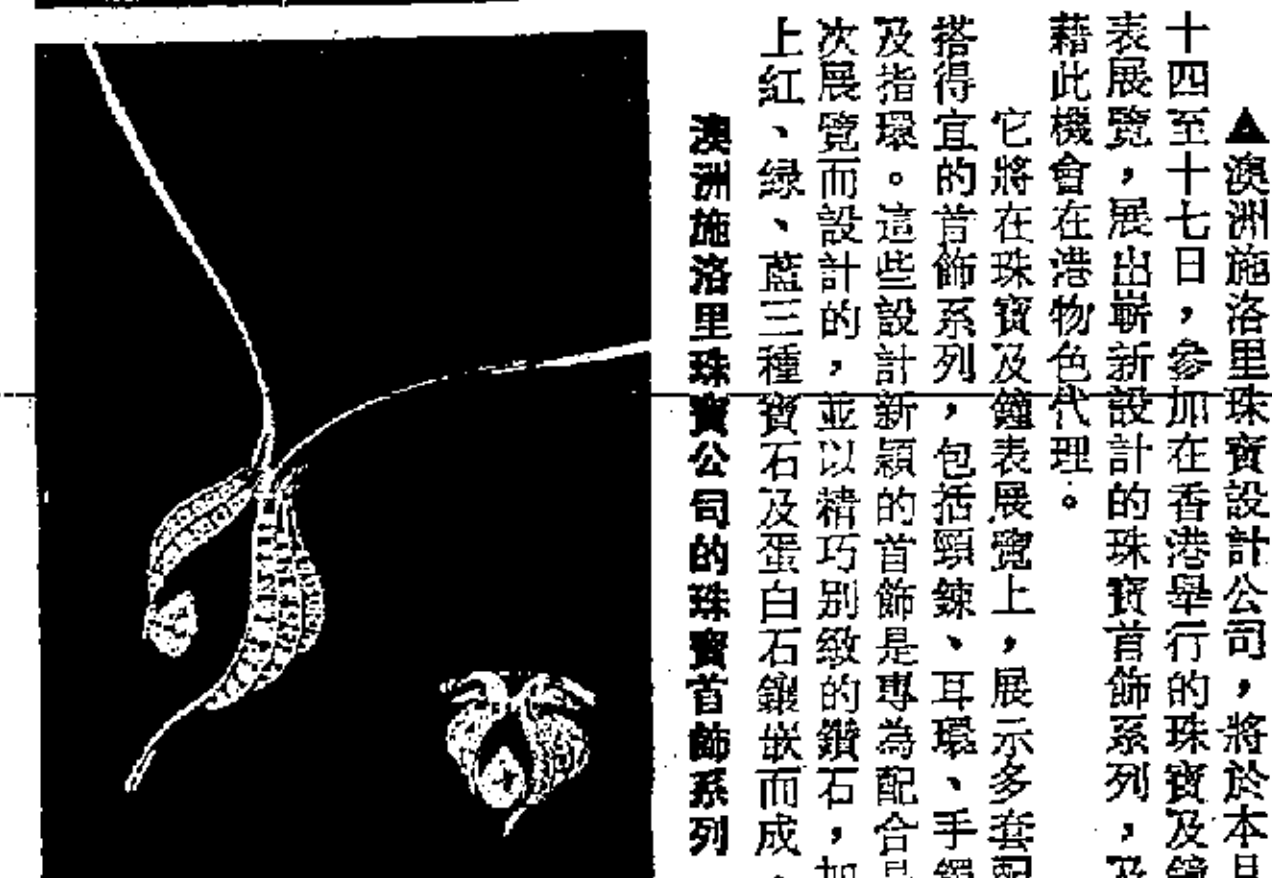 ▲澳洲施洛里珠寶設計公司，將於本月
十四至十七日，參加在香港舉行的珠寶及鐘
表展覽，展出嶄新設計的珠寶首飾系列，及
藉此機會在港物色代理。
它將在珠寶及鐘表展覽上，展示多套配
搭得宜的首飾系列，包括頸鍊、耳環、手鐲
及指環。這些設計新穎的首飾是專為配合是
次展覽而設計的，並以精巧别緻的鑽石，加
上紅、綠、藍三種寶石及蛋白石鑲嵌而成。
澳洲施洛里珠寶公司的珠寶首飾系列